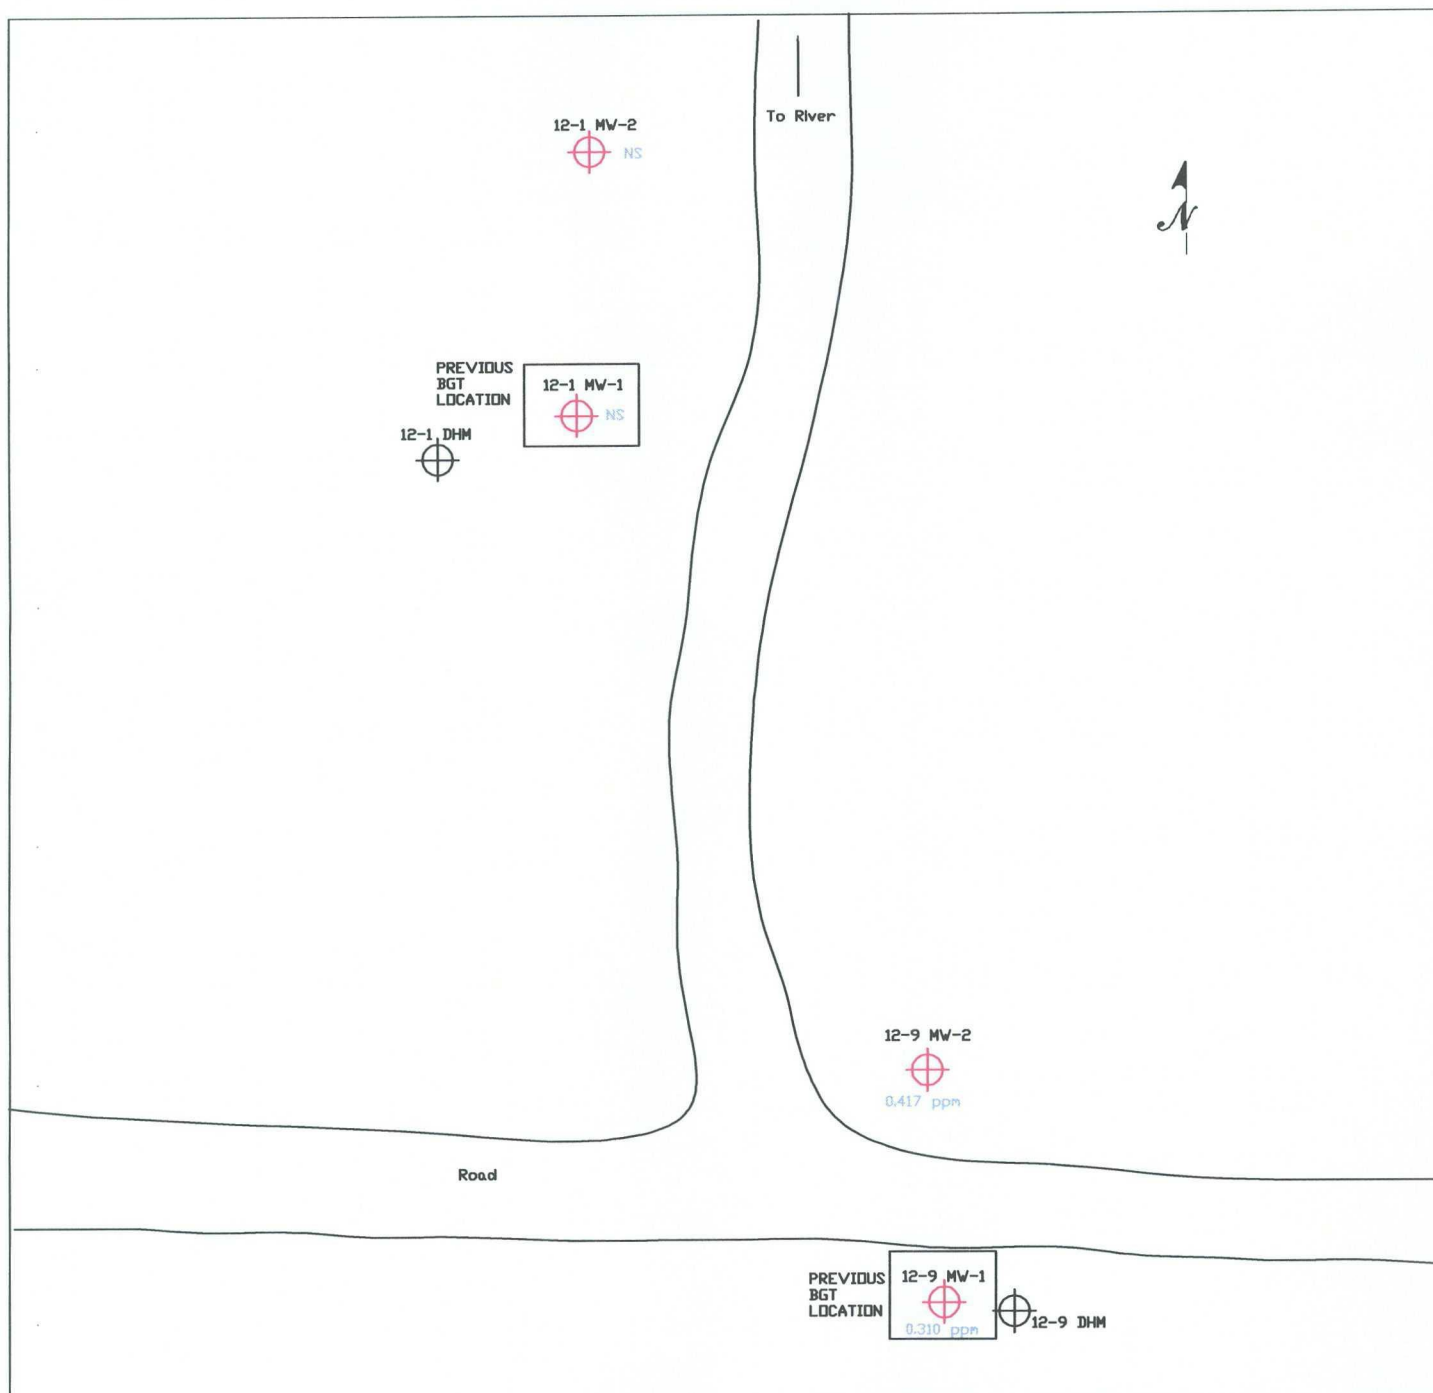 To River
12-1 MW-2
NS
N
PREVIOUS
BGT
LOCATION
12-1 MW-1
NS
12-1 DHM
12-9 MW-2
0.417 ppm
Road
PREVIOUS
BGT
LOCATION
12-9 MW-1
0.310 ppm
12-9 DHM